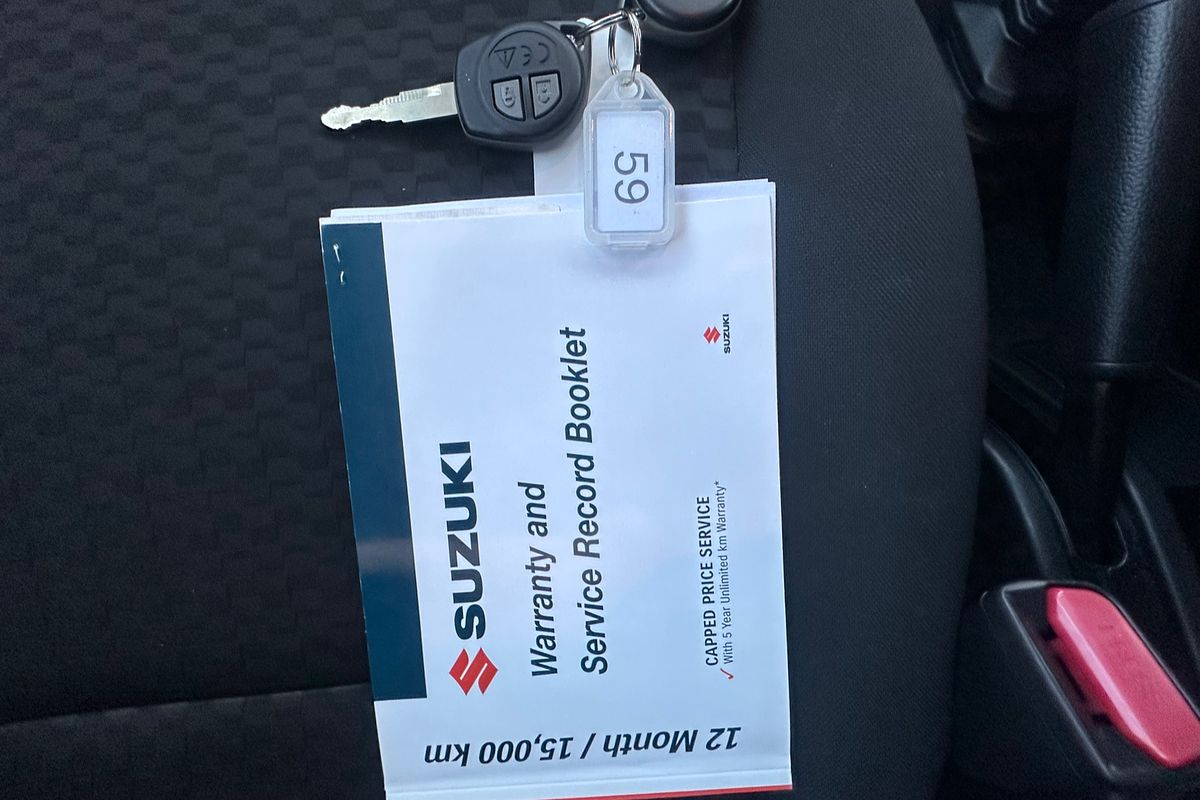 59
SUZUKI
Warranty and
Service Record Booklet
CAPPED PRICE SERVICE
✓ With 5 Year Unlimited km Warranty*
SUZUKI
12 Month / 15,000 km
CE